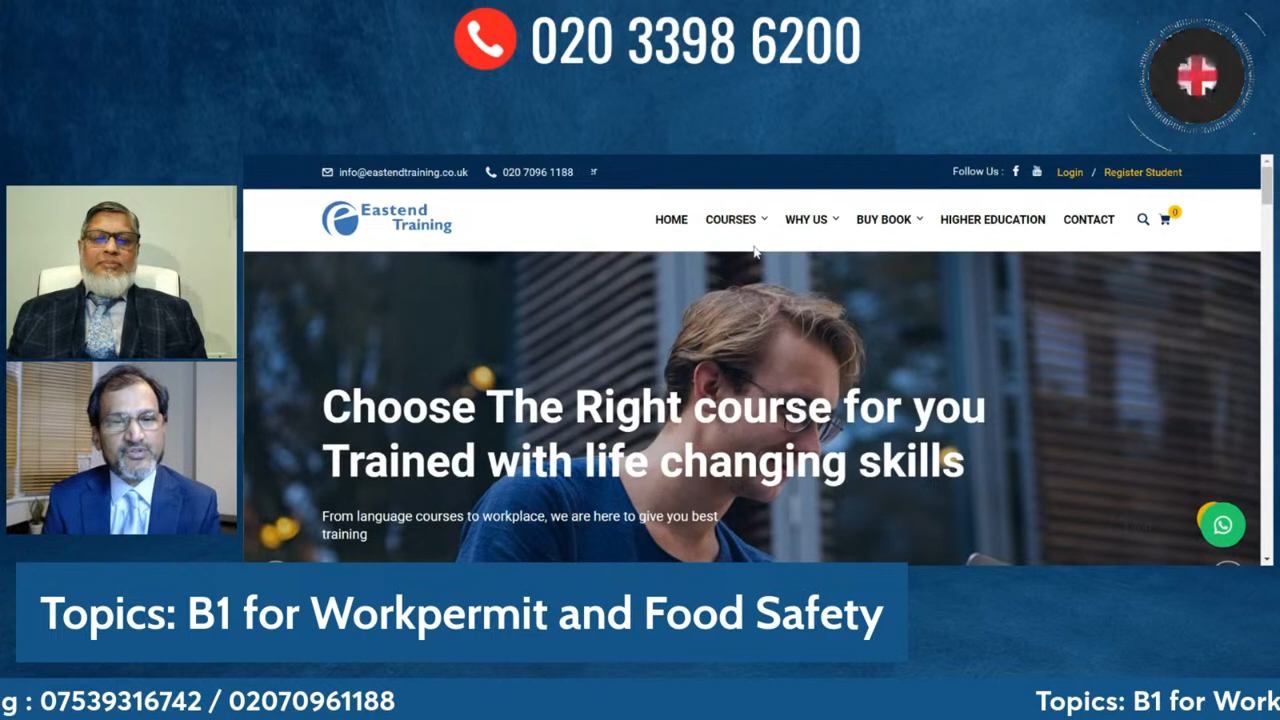 020 3398 6200
info@eastendtraining.co.uk 020 7096 1188
Follow Us : Login / Register Student
Eastend
Training
HOME COURSES WHY US BUY BOOK HIGHER EDUCATION CONTACT
0
Choose The Right course for you
Trained with life changing skills
From language courses to workplace, we are here to give you best
training
Topics: B1 for Workpermit and Food Safety
g : 07539316742 / 02070961188
Topics: B1 for Work